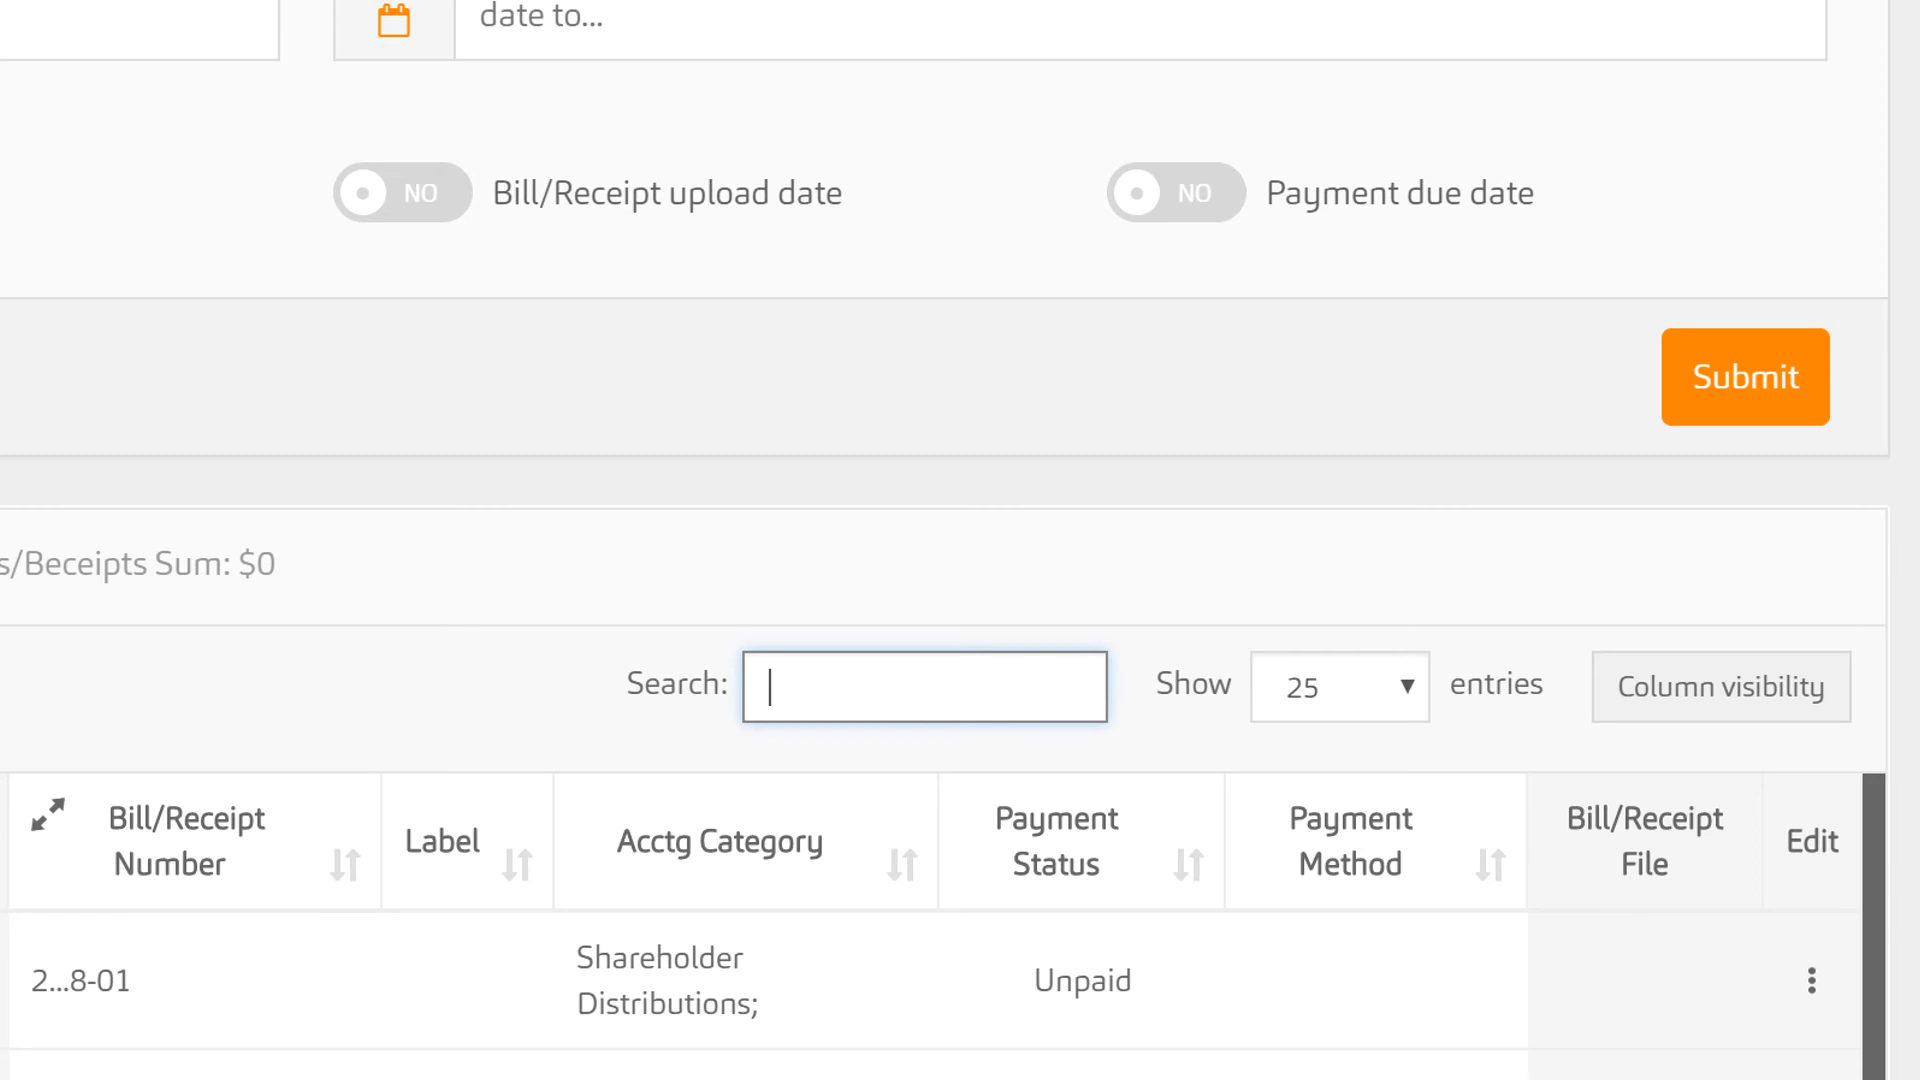 date to...
NO Bill/Receipt upload date NO Payment due date
Submit
s/Beceipts Sum: $0
Search: Show 25 entries Column visibility
Bill/Receipt Number
Label
Acctg Category
Payment Status
Payment Method
Bill/Receipt File
Edit
2...8-01
Shareholder
Distributions;
Unpaid